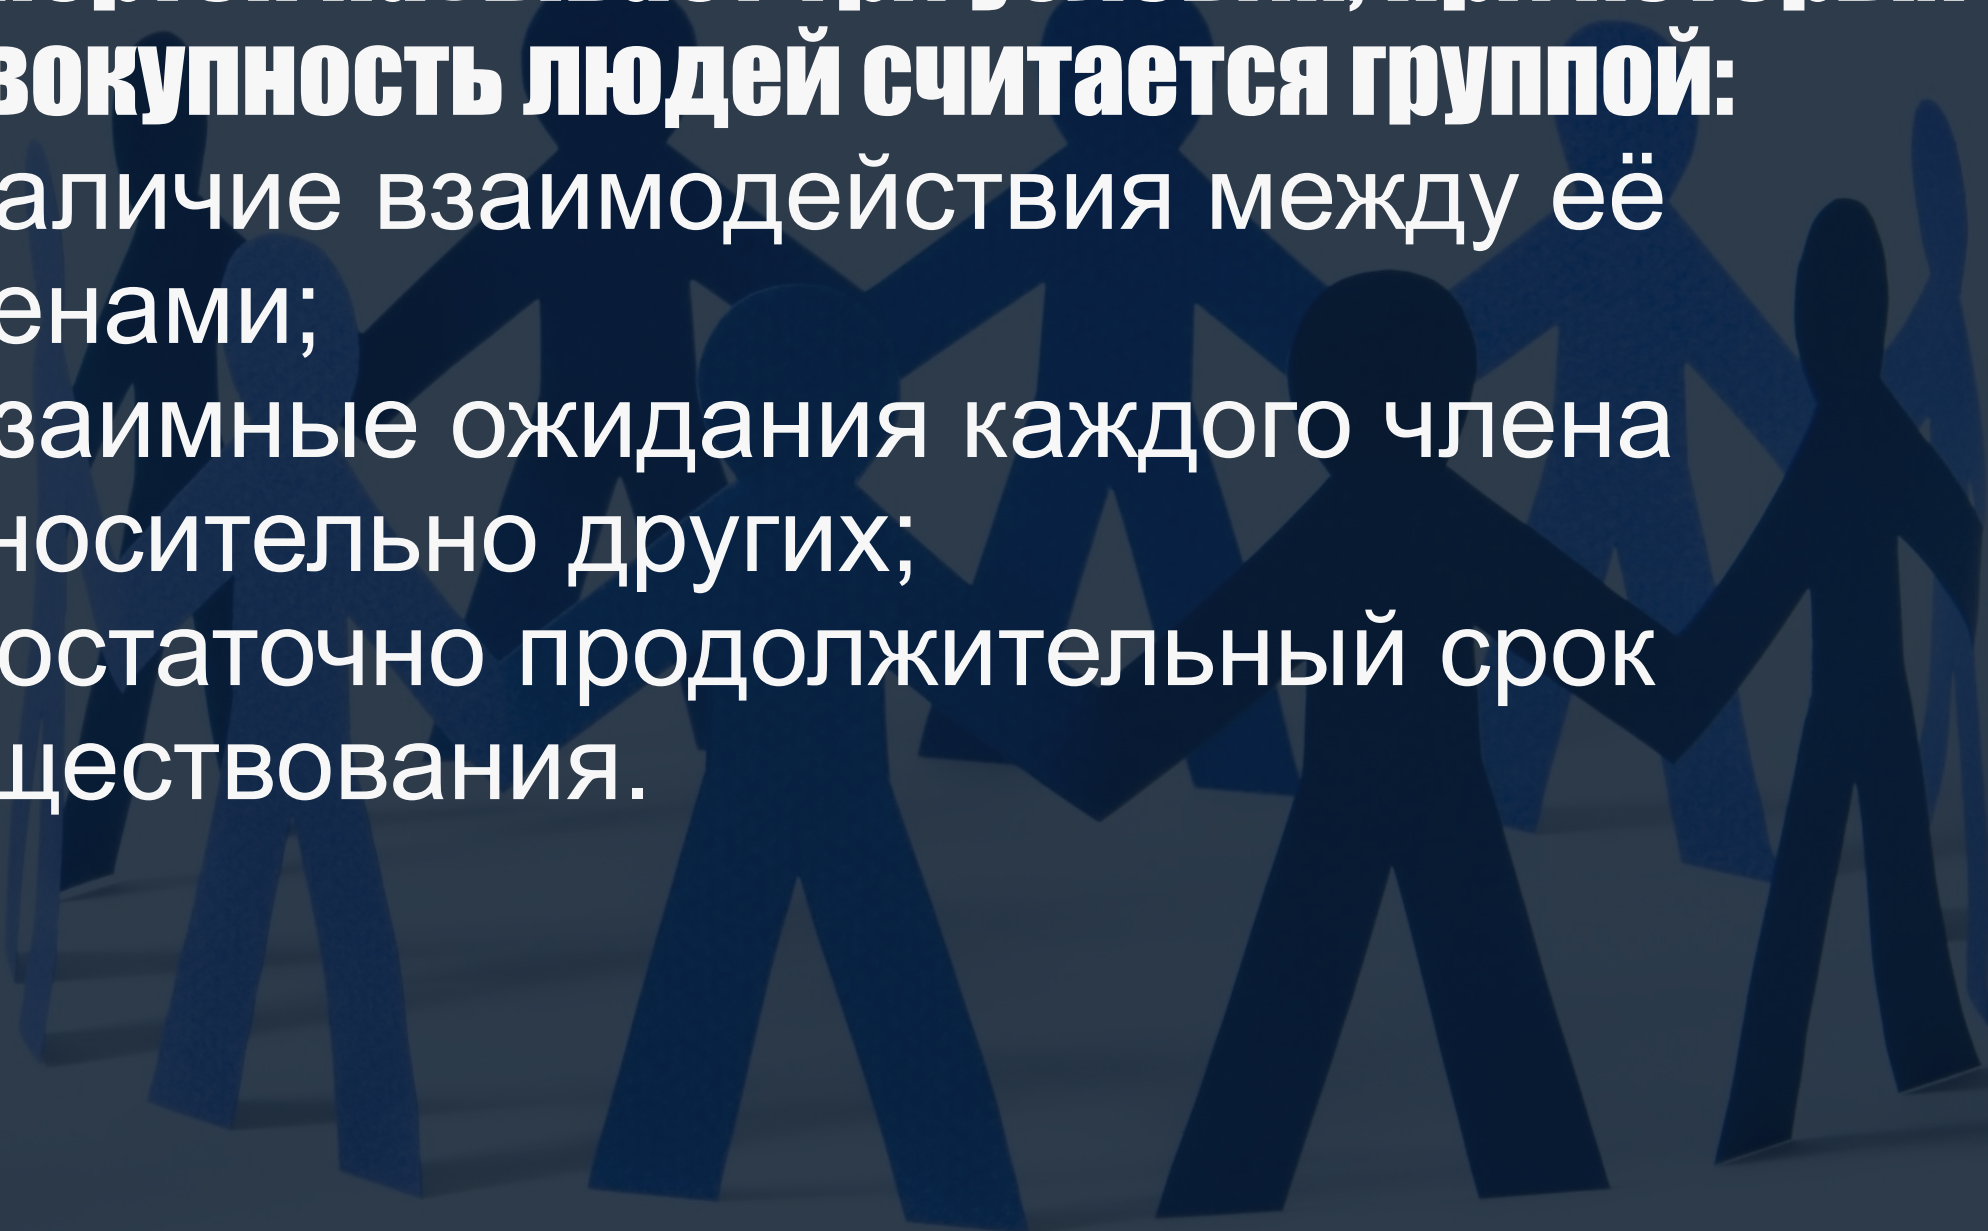 вокупность людей считается группой:
аличие взаимодействия между её
енами;
заимные ожидания каждого члена
носительно других;
остаточно продолжительный срок
ществования.